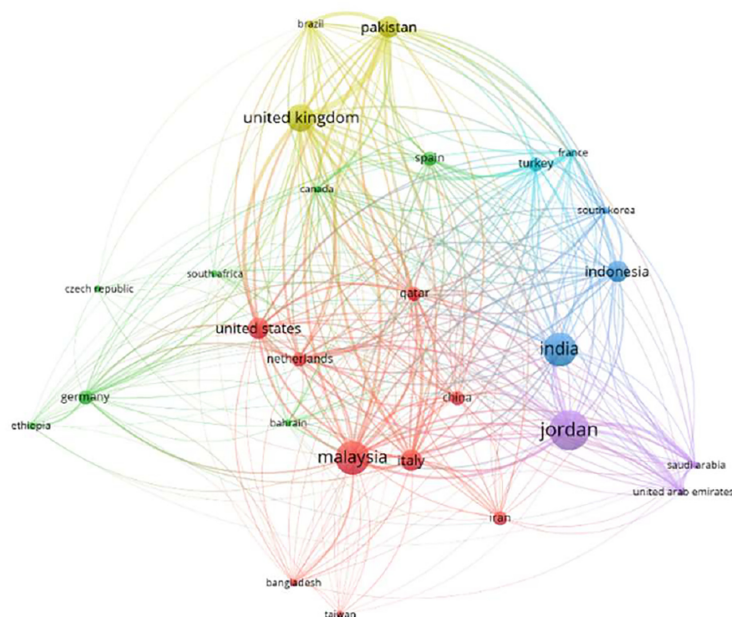 brazil
pakistan
united kingdom
spain
france
turkey
canada
south korea
indonesia
south africa
czech republic
qatar
united states
india
netherlands
germany
china
ethiopia
bahrain
jordan
malaysia
italy
saudi arabia
united arab emirates
iran
bangladesh
taiwan